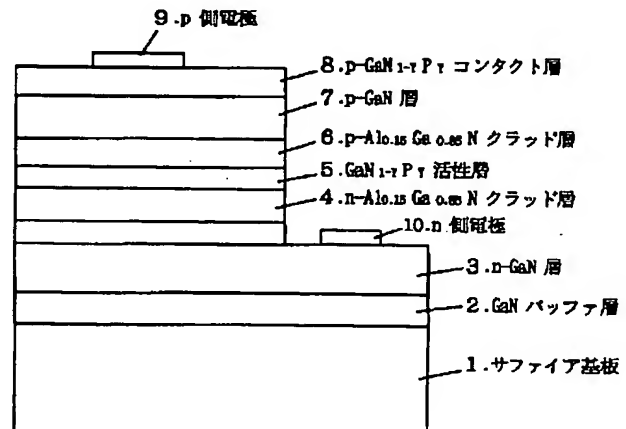 9.p 側電極
8.p-GaN₁₋ᵧPᵧ コンタクト層
7.p-GaN 層
6.p-Al₀.₁₅Ga₀.₈₅N クラッド層
5.GaN₁₋ᵧPᵧ 活性層
4.n-Al₀.₁₅Ga₀.₈₅N クラッド層
10.n 側電極
3.n-GaN 層
2.GaN バッファ層
1.サファイア基板